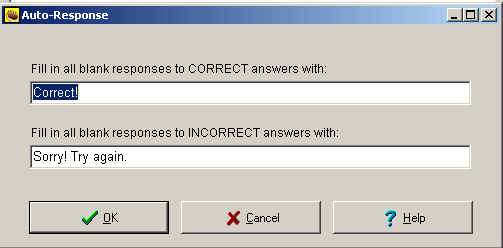 Auto-Response
Fill in all blank responses to CORRECT answers with:
Correct!
Fill in all blank responses to INCORRECT answers with:
Sorry! Try again.
OK
Cancel
Help